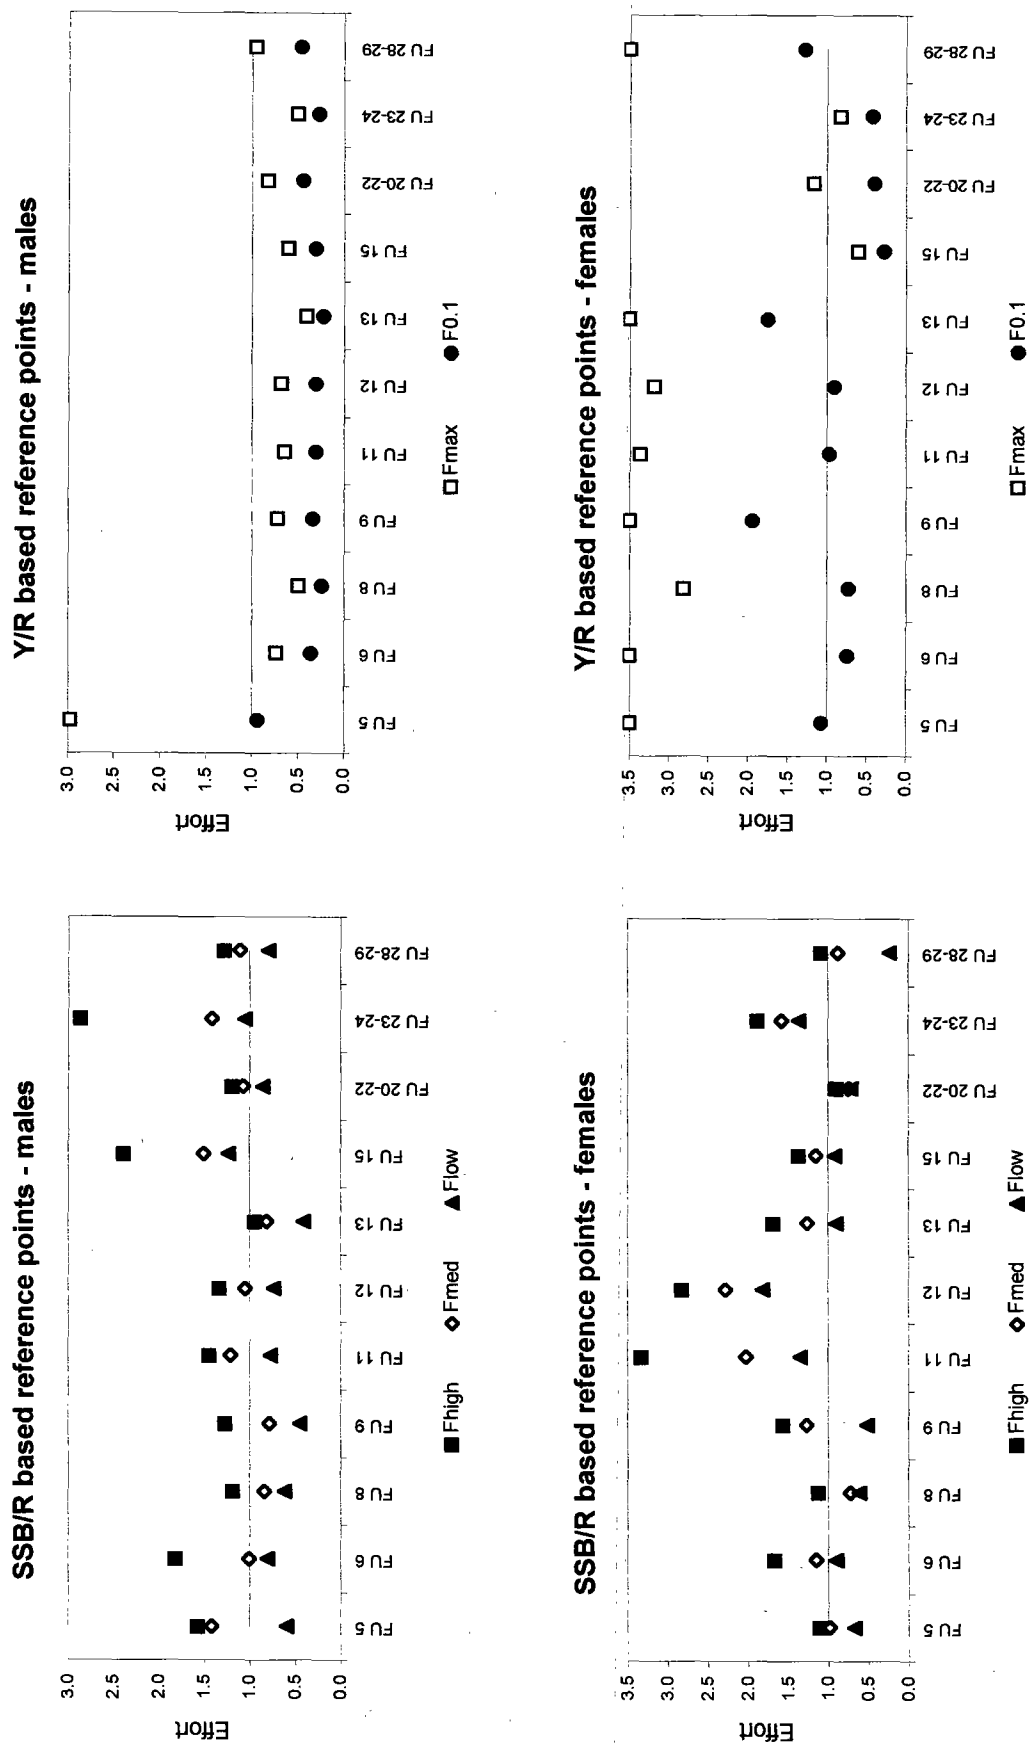 SSB/R based reference points - males
Effort
3.0
2.5
2.0
1.5
1.0
0.5
0.0
FU 5
FU 6
FU 8
FU 9
FU 11
FU 12
FU 13
FU 15
FU 20-22
FU 23-24
FU 28-29
Fhigh Fmed Flow
Y/R based reference points - males
Effort
3.0
2.5
2.0
1.5
1.0
0.5
0.0
FU 5
FU 6
FU 8
FU 9
FU 11
FU 12
FU 13
FU 15
FU 20-22
FU 23-24
FU 28-29
Fmax F0.1
SSB/R based reference points - females
Effort
3.5
3.0
2.5
2.0
1.5
1.0
0.5
0.0
FU 5
FU 6
FU 8
FU 9
FU 11
FU 12
FU 13
FU 15
FU 20-22
FU 23-24
FU 28-29
Fhigh Fmed Flow
Y/R based reference points - females
Effort
3.5
3.0
2.5
2.0
1.5
1.0
0.5
0.0
FU 5
FU 6
FU 8
FU 9
FU 11
FU 12
FU 13
FU 15
FU 20-22
FU 23-24
FU 28-29
Fmax F0.1